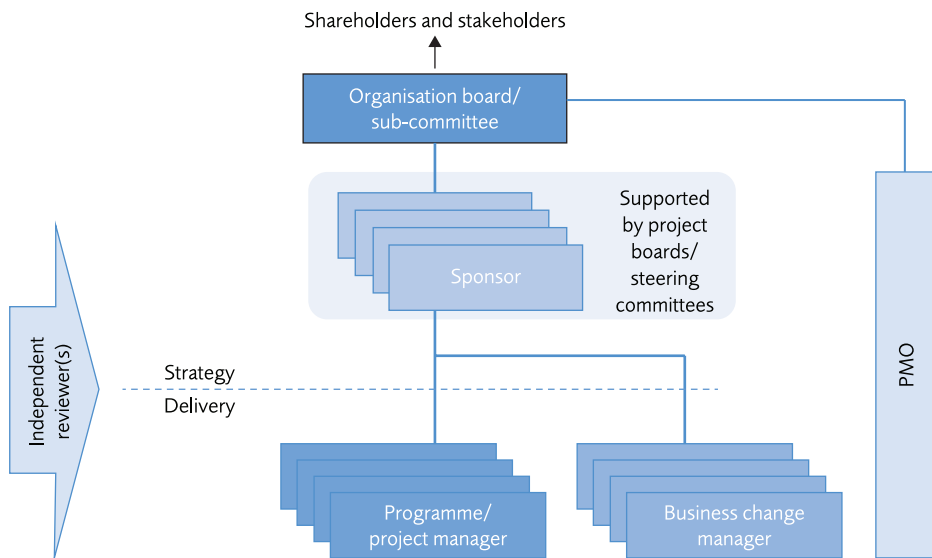 Shareholders and stakeholders
Organisation board/
sub-committee
Supported
by project
boards/
steering
committees
Sponsor
Independent
reviewer(s)
Strategy
Delivery
PMO
Programme/
project manager
Business change
manager